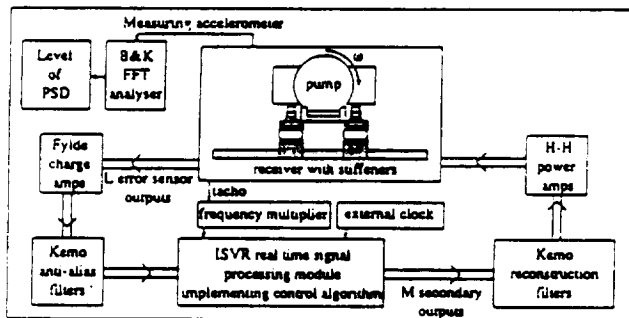 Measuring accelerometer
Level
of
PSD
B&K
FFT
analyser
ω
pump
receiver with stiffeners
Fylde
charge
amps
L error sensor
outputs
tacho
H-H
power
amps
frequency multiplier
external clock
Kemo
anti-alias
filters
ISVR real time signal
processing module
implementing control algorithm
M secondary
outputs
Kemo
reconstruction
filters